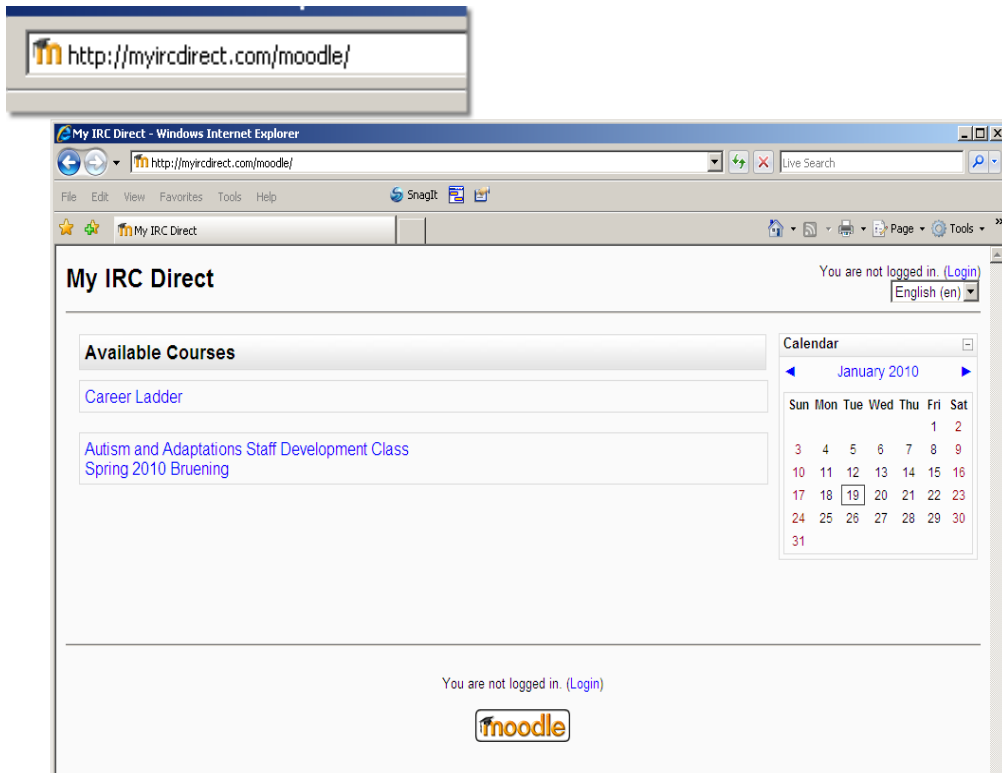 http://myircdirect.com/moodle/
My IRC Direct - Windows Internet Explorer
http://myircdirect.com/moodle/
Live Search
File Edit View Favorites Tools Help
SnagIt
My IRC Direct
Page
Tools
My IRC Direct
You are not logged in. (Login)
English (en)
Available Courses
Career Ladder
Autism and Adaptations Staff Development Class
Spring 2010 Bruening
Calendar
January 2010
Sun Mon Tue Wed Thu Fri Sat
1 2
3 4 5 6 7 8 9
10 11 12 13 14 15 16
17 18 19 20 21 22 23
24 25 26 27 28 29 30
31
You are not logged in. (Login)
moodle